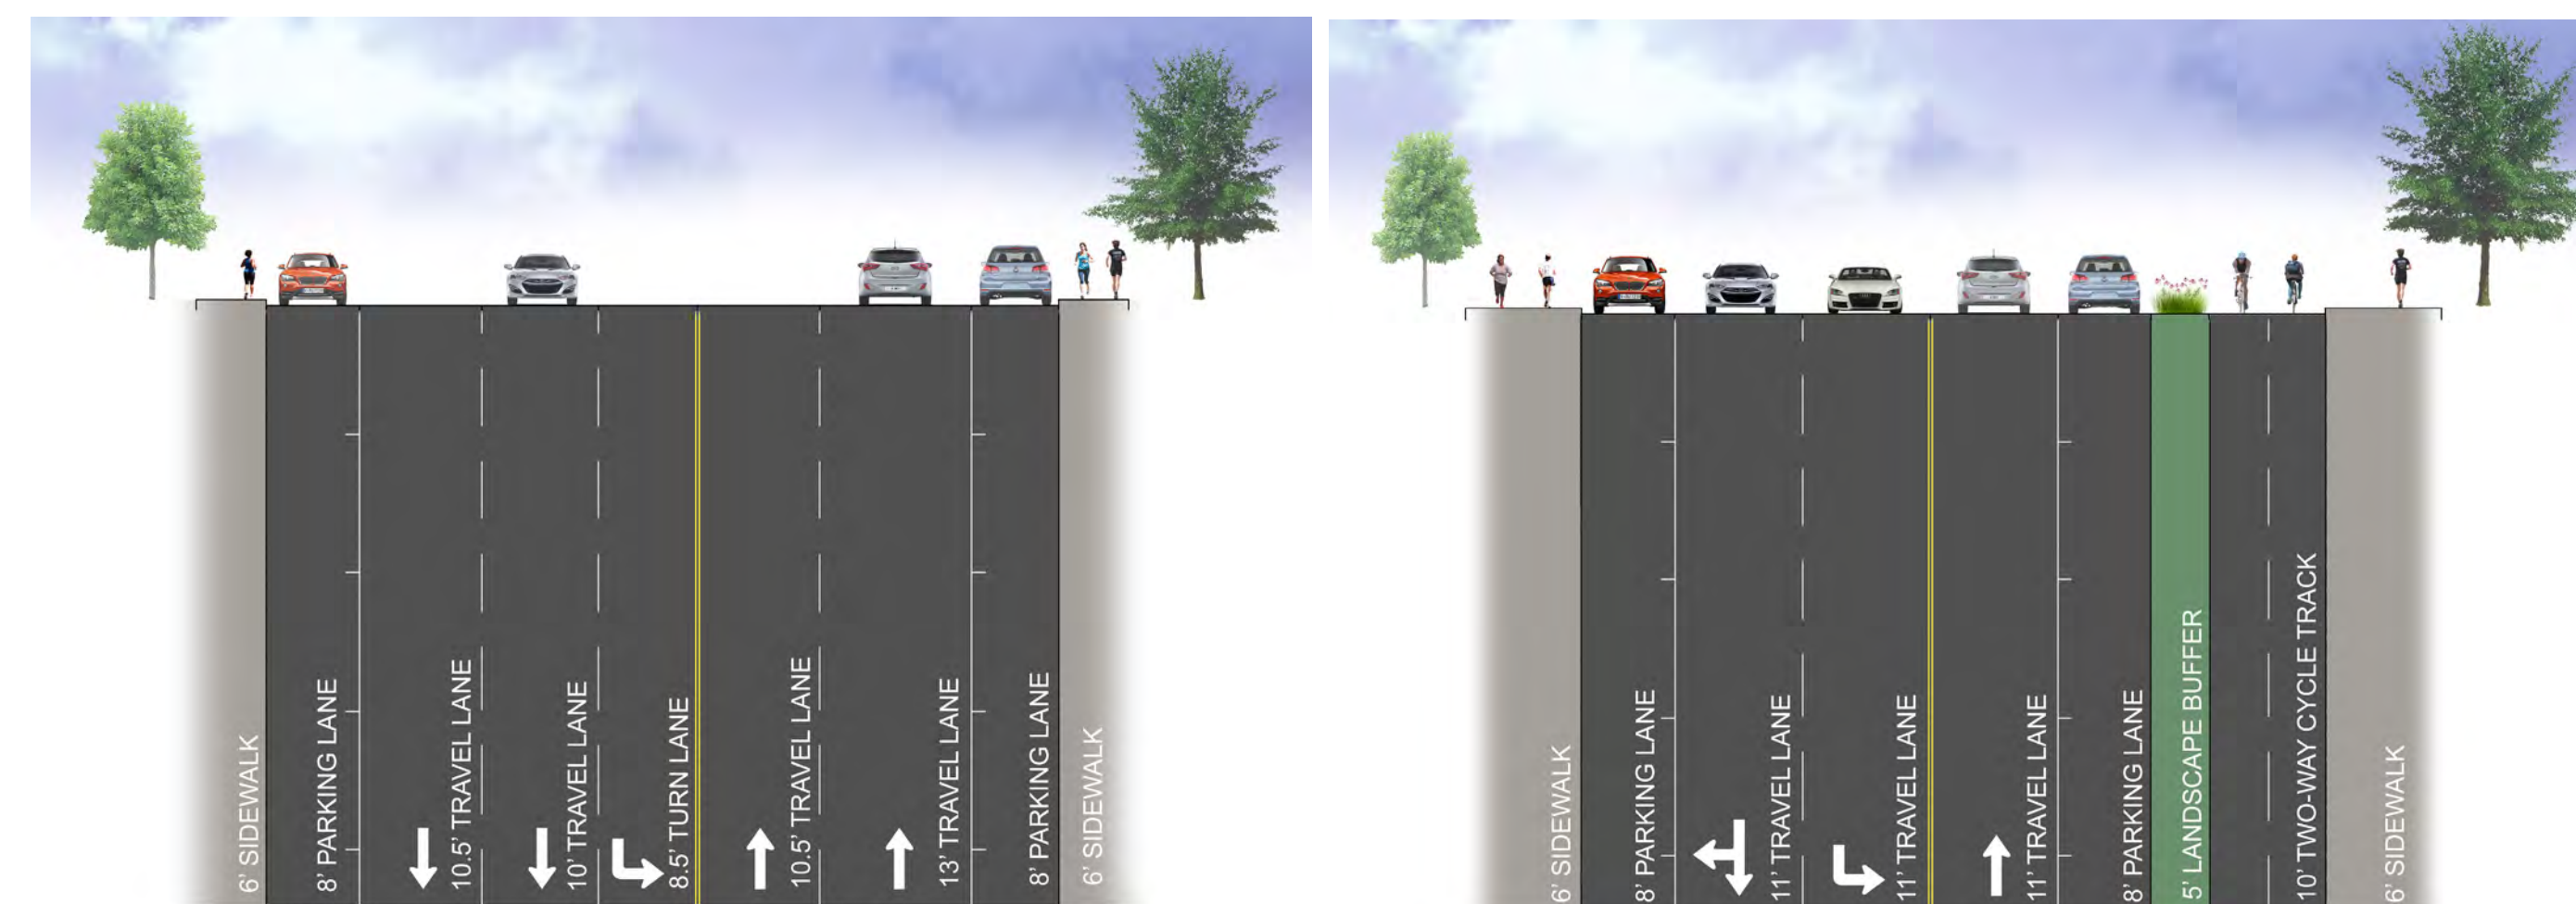 6’ SIDEWALK
8’ PARKING LANE
10.5’ TRAVEL LANE
10’ TRAVEL LANE
8.5’ TURN LANE
10.5’ TRAVEL LANE
13’ TRAVEL LANE
8’ PARKING LANE
6’ SIDEWALK
6’ SIDEWALK
8’ PARKING LANE
11’ TRAVEL LANE
11’ TRAVEL LANE
11’ TRAVEL LANE
8’ PARKING LANE
5’ LANDSCAPE BUFFER
10’ TWO-WAY CYCLE TRACK
6’ SIDEWALK